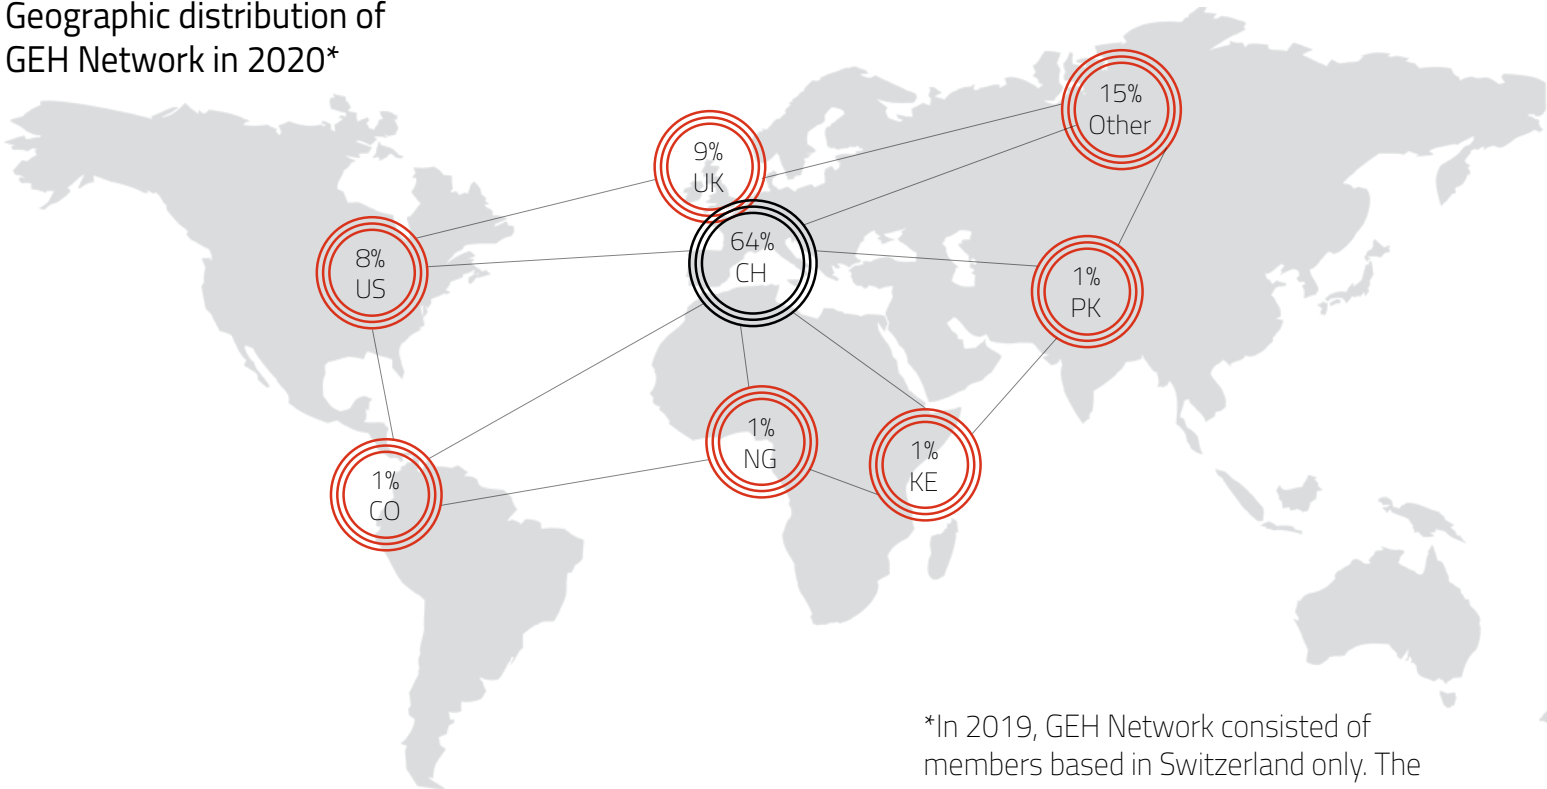 Geographic distribution of
GEH Network in 2020*
15%
Other
9%
UK
64%
CH
8%
US
1%
PK
1%
NG
1%
KE
1%
CO
*In 2019, GEH Network consisted of
members based in Switzerland only. The